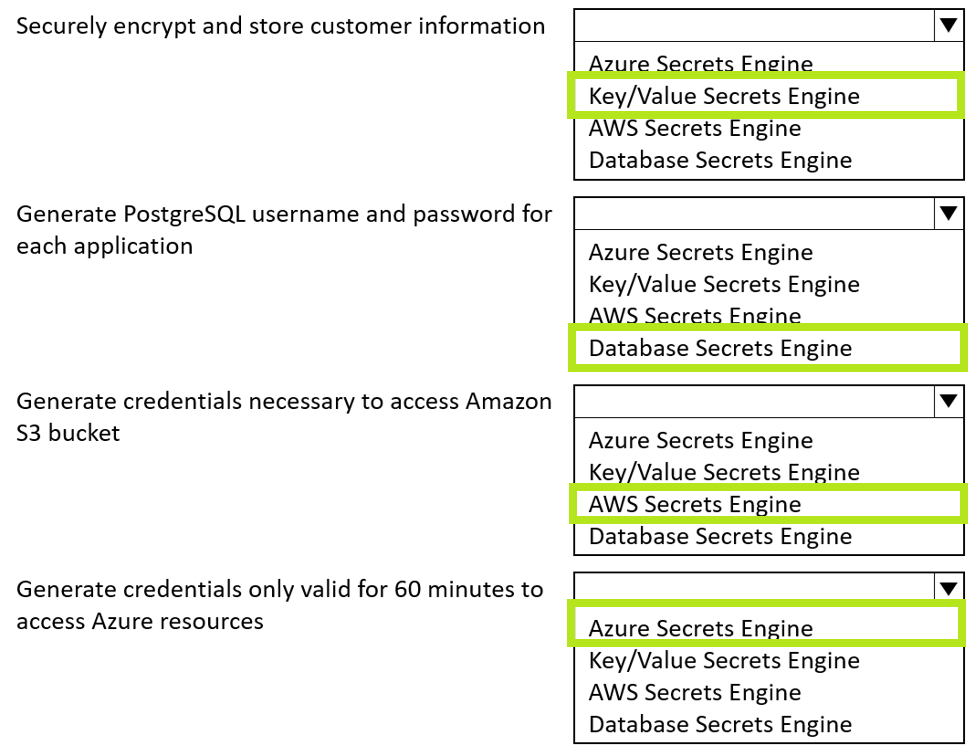 Securely encrypt and store customer information
Azure Secrets Engine
Key/Value Secrets Engine
AWS Secrets Engine
Database Secrets Engine
Generate PostgreSQL username and password for
each application
Azure Secrets Engine
Key/Value Secrets Engine
AWS Secrets Engine
Database Secrets Engine
Generate credentials necessary to access Amazon
S3 bucket
Azure Secrets Engine
Key/Value Secrets Engine
AWS Secrets Engine
Database Secrets Engine
Generate credentials only valid for 60 minutes to
access Azure resources
Azure Secrets Engine
Key/Value Secrets Engine
AWS Secrets Engine
Database Secrets Engine